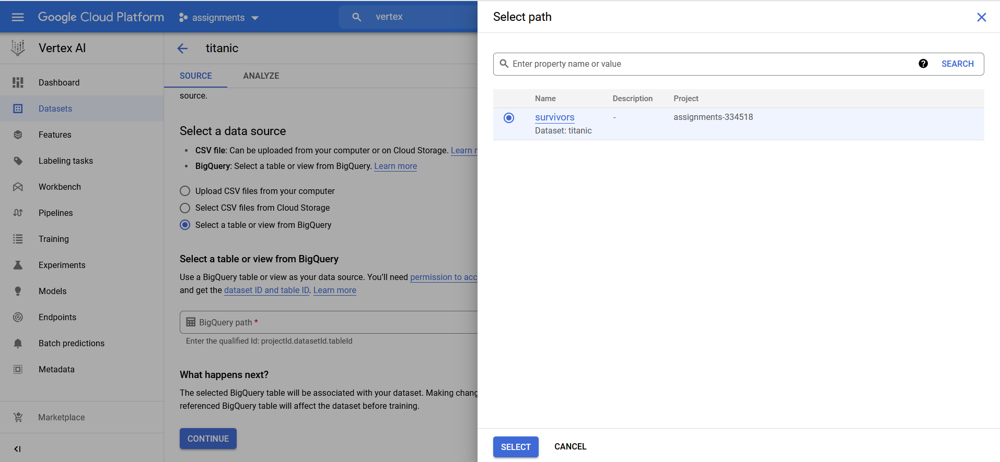 Google Cloud Platform
assignments
vertex
Vertex AI
Dashboard
Datasets
Features
Labeling tasks
Workbench
Pipelines
Training
Experiments
Models
Endpoints
Batch predictions
Metadata
Marketplace
titanic
SOURCE ANALYZE
source.
Select a data source
• CSV file: Can be uploaded from your computer or on Cloud Storage. Learn
• BigQuery: Select a table or view from BigQuery. Learn more
Upload CSV files from your computer
Select CSV files from Cloud Storage
Select a table or view from BigQuery
Select a table or view from BigQuery
Use a BigQuery table or view as your data source. You’ll need permission to acc
and get the dataset ID and table ID. Learn more
BigQuery path *
Enter the qualified Id: projectId.datasetId.tableId
What happens next?
The selected BigQuery table will be associated with your dataset. Making chang
referenced BigQuery table will affect the dataset before training.
CONTINUE
Select path
Enter property name or value ? SEARCH
Name Description Project
survivors - assignments-334518
Dataset: titanic
SELECT CANCEL